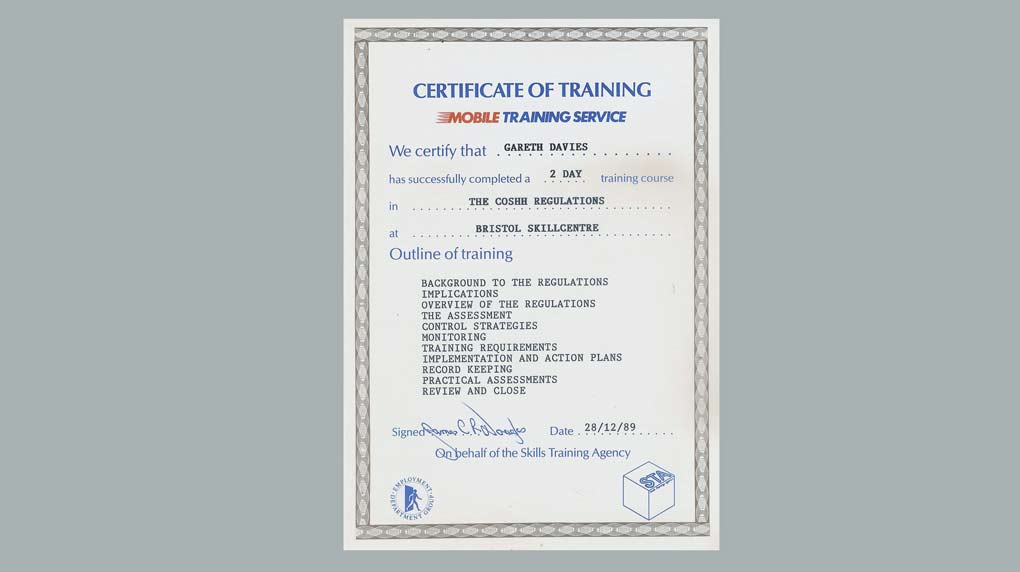 CERTIFICATE OF TRAINING
MOBILE TRAINING SERVICE
We certify that GARETH DAVIES
has successfully completed a 2 DAY training course
in THE COSHH REGULATIONS
at BRISTOL SKILLCENTRE
Outline of training
BACKGROUND TO THE REGULATIONS
IMPLICATIONS
OVERVIEW OF THE REGULATIONS
THE ASSESSMENT
CONTROL STRATEGIES
MONITORING
TRAINING REQUIREMENTS
IMPLEMENTATION AND ACTION PLANS
RECORD KEEPING
PRACTICAL ASSESSMENTS
REVIEW AND CLOSE
Signed Date 28/12/89
On behalf of the Skills Training Agency
EMPLOYMENT DEPARTMENT GROUP
STA